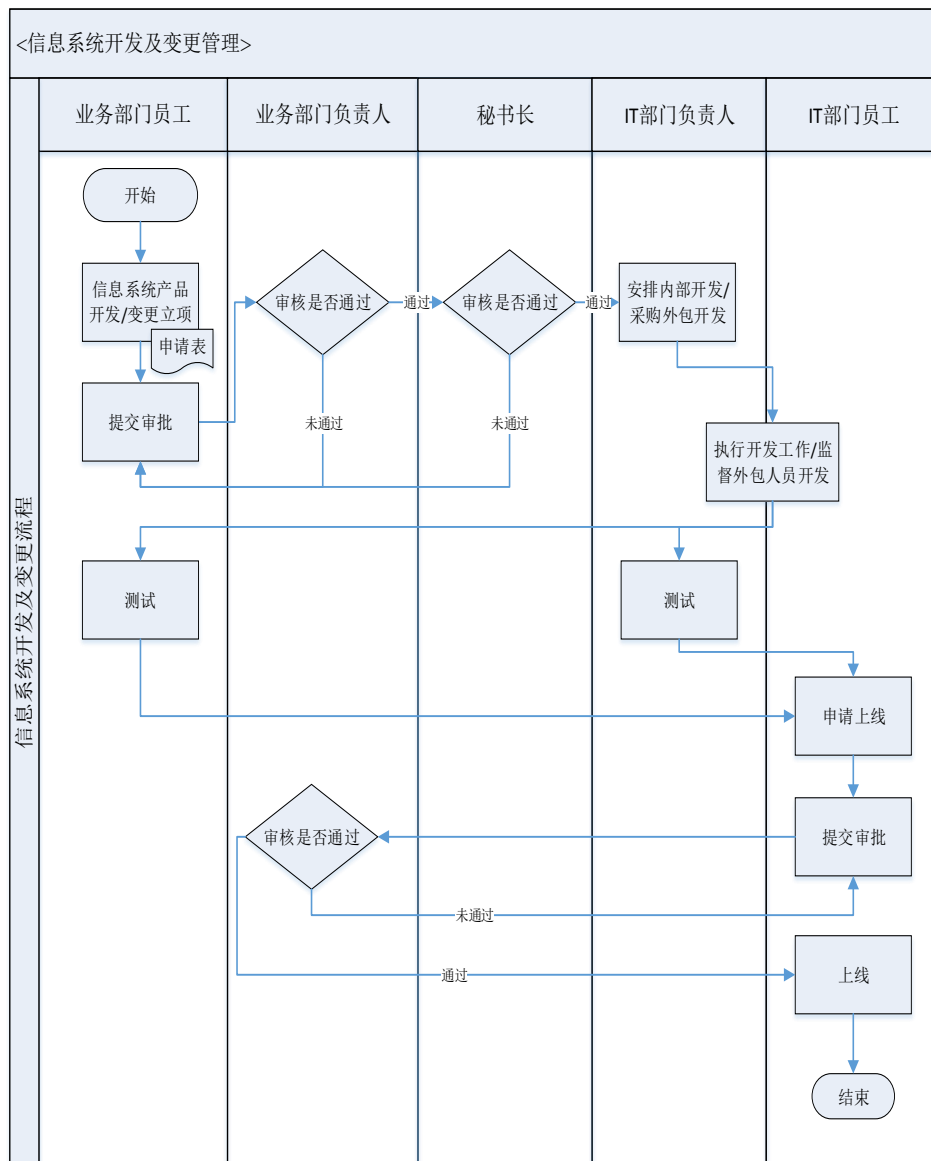 <信息系统开发及变更管理>
业务部门员工
业务部门负责人
秘书长
IT部门负责人
IT部门员工
信息系统开发及变更流程
开始
信息系统产品
开发/变更立项
申请表
提交审批
审核是否通过
通过
审核是否通过
通过
安排内部开发/
采购外包开发
未通过
未通过
执行开发工作/监
督外包人员开发
测试
测试
申请上线
提交审批
审核是否通过
未通过
通过
上线
结束